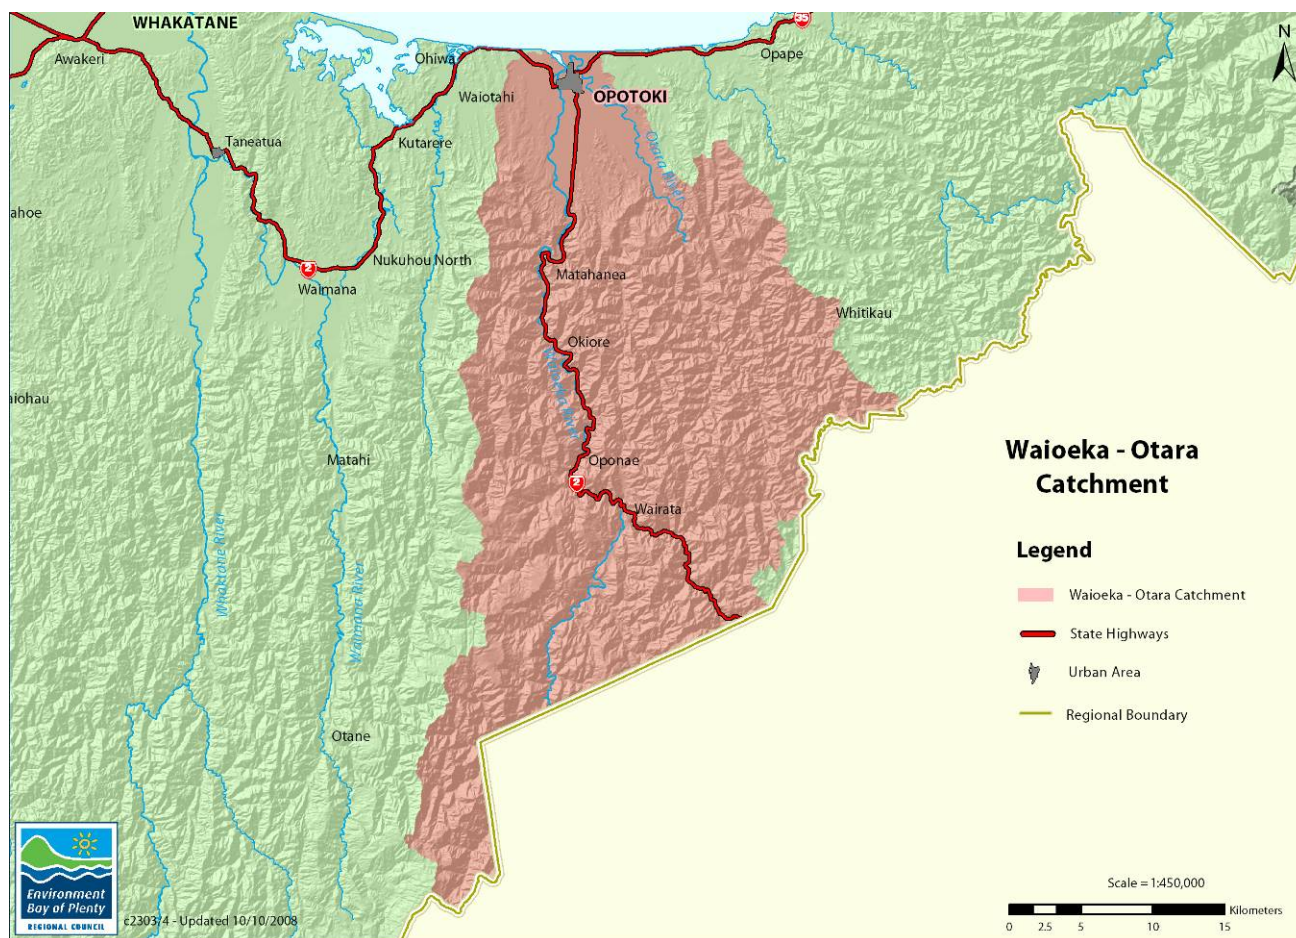 WHAKATANE
35
Awakeri
Ohiwa
Opape
N
Waiotahi
OPOTOKI
Taneatua
Kutarere
Otara River
ahoe
Nukuhou North
2
Waimana
Matahanea
Whitikau
Okiore
Waioeka River
aiohau
Matahi
Oponae
2
Wairata
Whaktane River
Waimana River
Otane
Waioeka - Otara
Catchment
Legend
Waioeka - Otara Catchment
State Highways
Urban Area
Regional Boundary
Environment
Bay of Plenty
REGIONAL COUNCIL
c2303/4 - Updated 10/10/2008
Scale = 1:450,000
Kilometers
0 2.5 5 10 15